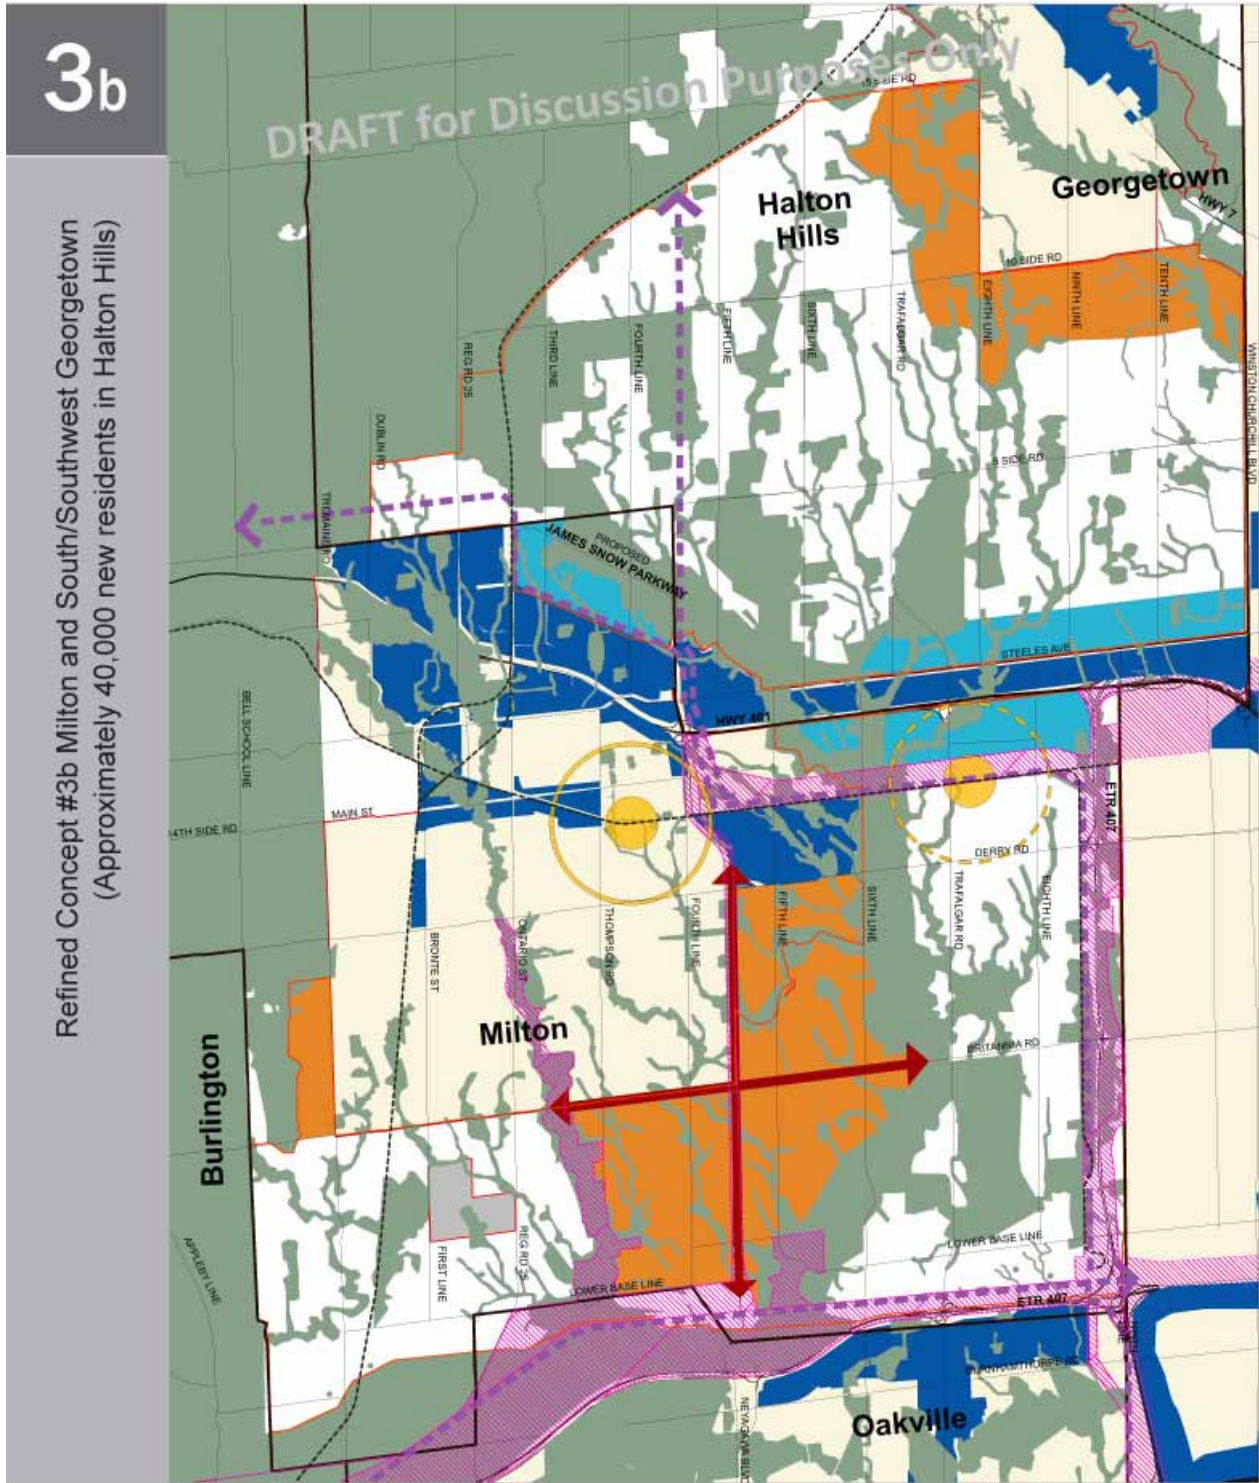 3b
Refined Concept #3b Milton and South/Southwest Georgetown
(Approximately 40,000 new residents in Halton Hills)
DRAFT for Discussion Purposes Only
15 SIDE RD
Georgetown
HWY 7
Halton
Hills
10 SIDE RD
TENTH LINE
NINTH LINE
EIGHTH LINE
TRAFALGAR RD
SIXTH LINE
FIFTH LINE
FOURTH LINE
THIRD LINE
REG RD 25
WINSTON CHURCHILL BLVD
DUBLIN RD
5 SIDE RD
TREMAINE RD
PROPOSED
JAMES SNOW PARKWAY
STEELES AVE
BELL SCHOOL LINE
HWY 401
ETR 407
MAIN ST
14TH SIDE RD
DERRY RD
TRAFALGAR RD
EIGHTH LINE
SIXTH LINE
FIFTH LINE
FOURTH LINE
THOMPSON RD
ONTARIO ST
BRONTE ST
Milton
BRITANNIA RD
Burlington
LOWER BASE LINE
REG RD 25
FIRST LINE
APPLEBY LINE
LOWER BASE LINE
ETR 407
BURNHAMTHORPE RD
Oakville
NEYAGAWA BLVD